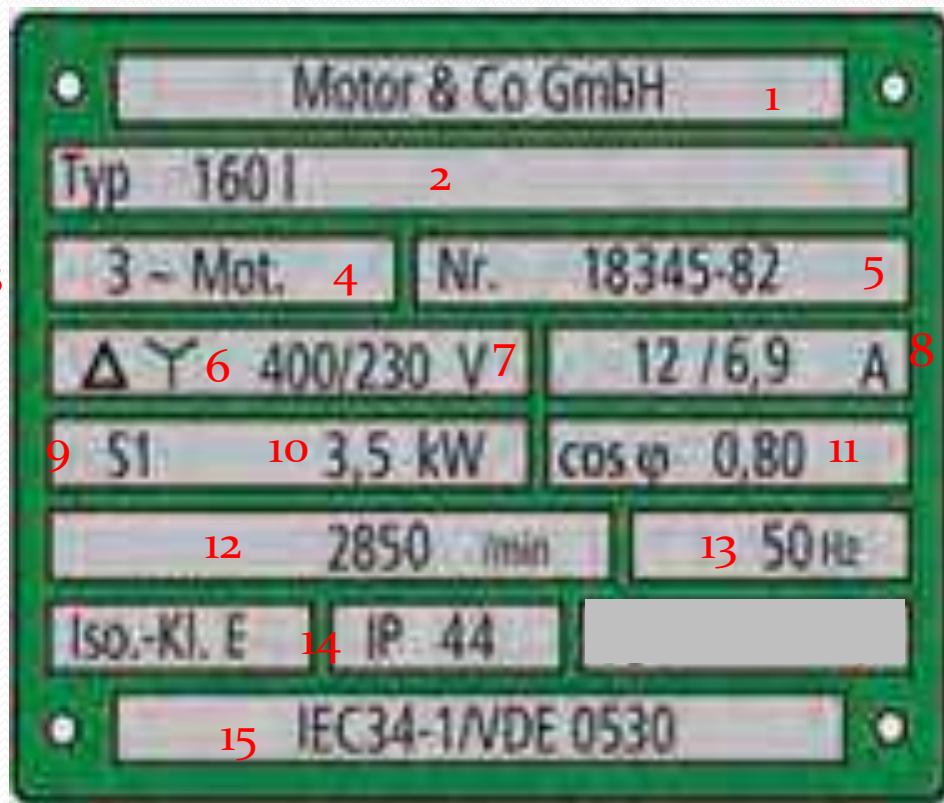 Motor & Co GmbH 1
Typ 160 l 2
3 ~ Mot. 4 Nr. 18345-82 5
Δ Y 6 400/230 V 7 12 / 6,9 A 8
9 S1 10 3,5 kW cos φ 0,80 11
12 2850 /min 13 50 Hz
Iso.-Kl. E 14 IP 44
15 IEC34-1/VDE 0530